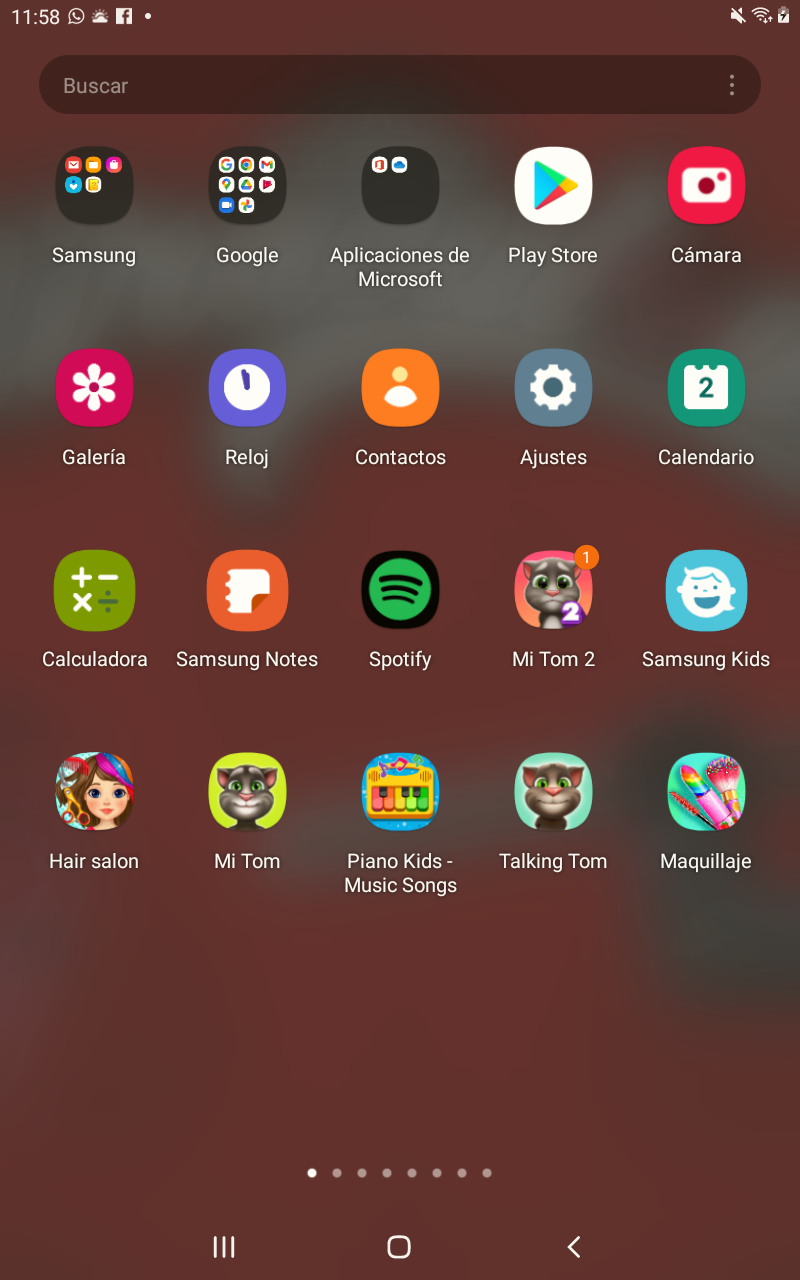 11:58
Buscar
Samsung
Google
Aplicaciones de
Microsoft
Play Store
Cámara
Galería
Reloj
Contactos
Ajustes
2
Calendario
1
2
Calculadora
Samsung Notes
Spotify
Mi Tom 2
Samsung Kids
Hair salon
Mi Tom
Piano Kids -
Music Songs
Talking Tom
Maquillaje